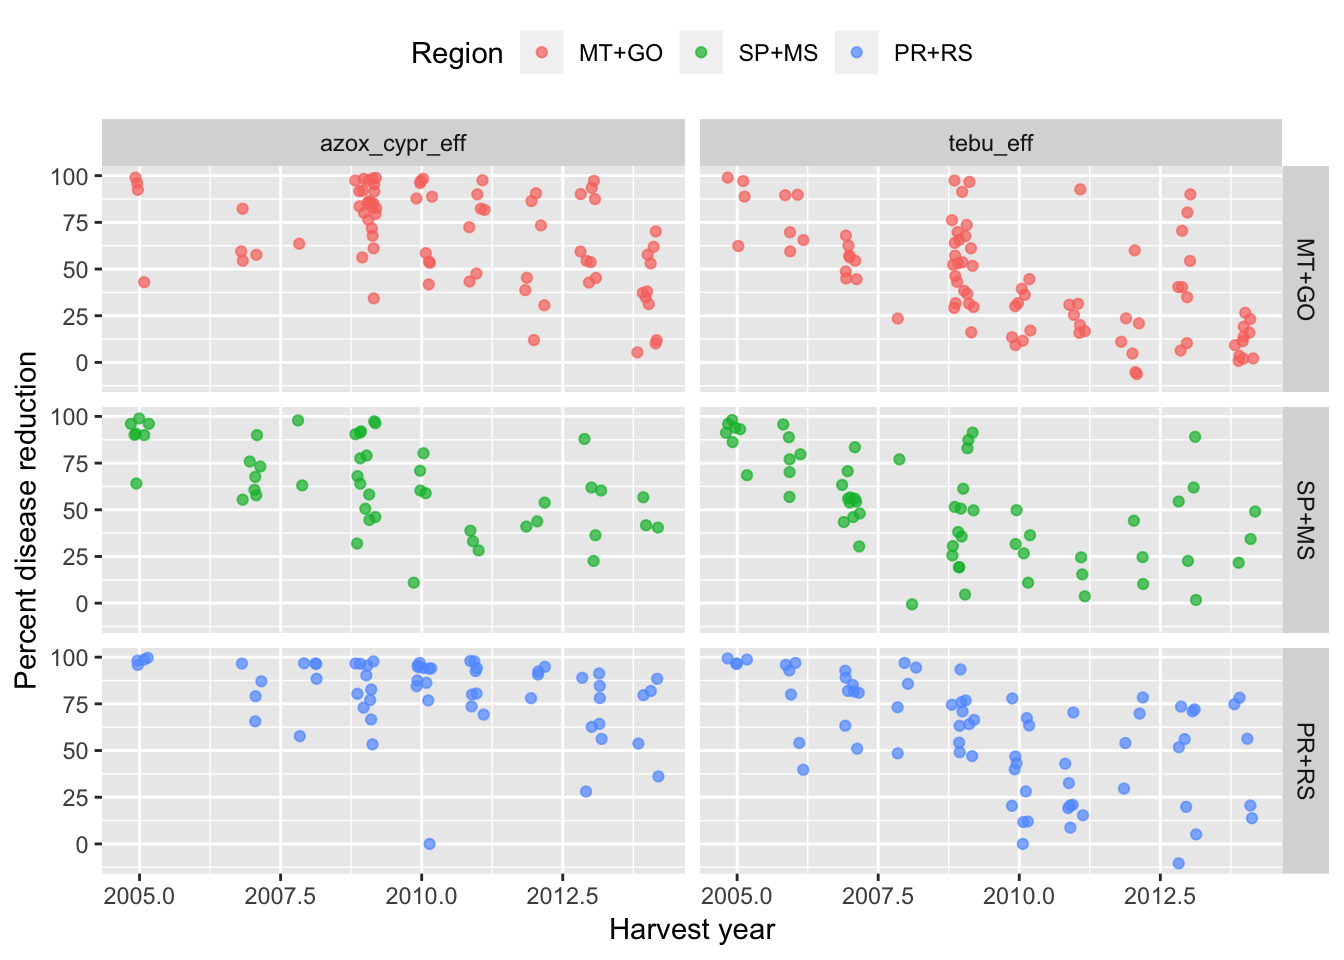 Region MT+GO SP+MS PR+RS
azox_cypr_eff tebu_eff
100
75
50
25
0
MT+GO
100
75
50
25
0
SP+MS
100
75
50
25
0
PR+RS
2005.0 2007.5 2010.0 2012.5 2005.0 2007.5 2010.0 2012.5
Harvest year
Percent disease reduction